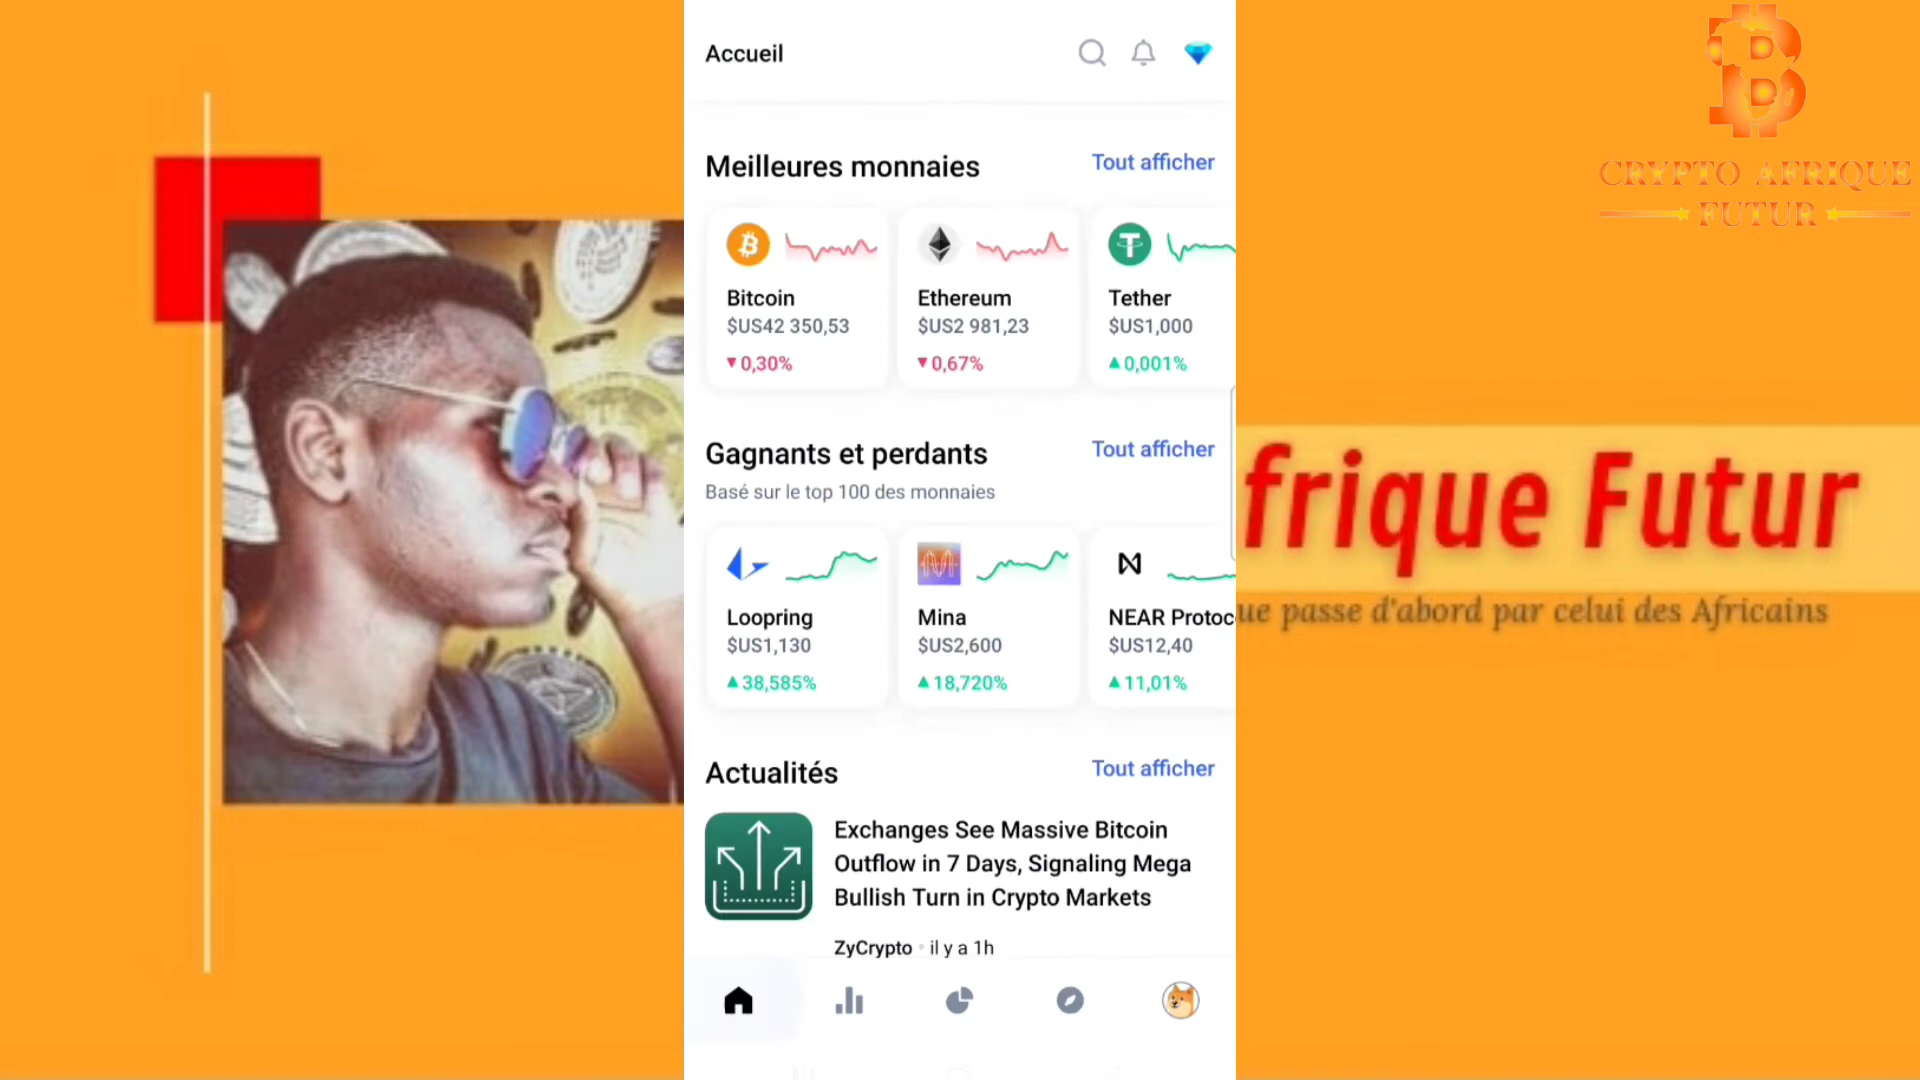 Accueil
Meilleures monnaies
Tout afficher
Bitcoin
$US42 350,53
▼0,30%
Ethereum
$US2 981,23
▼0,67%
Tether
$US1,000
▲0,001%
Gagnants et perdants
Tout afficher
Basé sur le top 100 des monnaies
Loopring
$US1,130
▲38,585%
Mina
$US2,600
▲18,720%
NEAR Protoc
$US12,40
▲11,01%
Actualités
Tout afficher
Exchanges See Massive Bitcoin
Outflow in 7 Days, Signaling Mega
Bullish Turn in Crypto Markets
ZyCrypto • il y a 1h
CRYPTO AFRIQUE
FUTUR
frique Futur
ue passe d'abord par celui des Africains